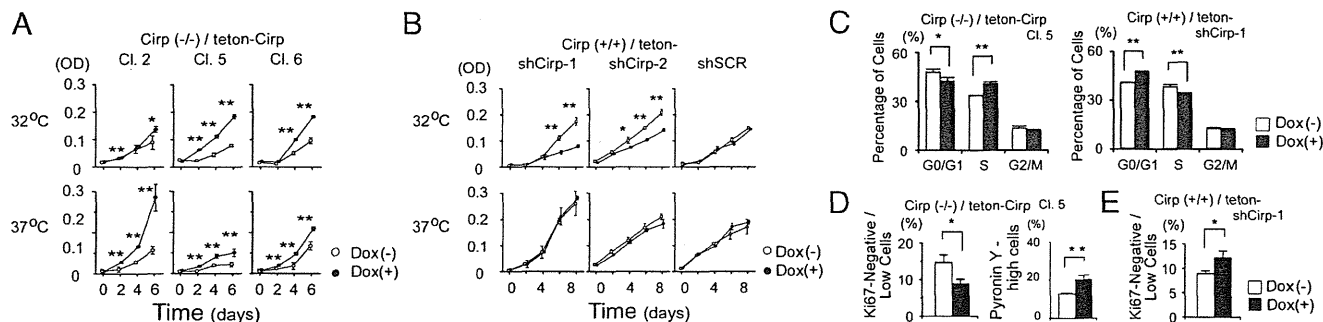 A
Cirp (-/-) / teton-Cirp
(OD) Cl. 2 Cl. 5 Cl. 6
0.3
0.2
32°C
0.1
0
** *
** ** **
** **
0.3
0.2
37°C
0.1
0
** ** **
** ** **
** ** **
0 2 4 6 0 2 4 6 0 2 4 6
Time (days)
Dox(-)
Dox(+)
B
Cirp (+/+) / teton-
(OD) shCirp-1 shCirp-2 shSCR
0.3
0.2
32°C
0.1
0
** **
* ** **
0.3
0.2
37°C
0.1
0
0 4 8 0 4 8 0 4 8
Time (days)
Dox(-)
Dox(+)
C
Cirp (-/-) / teton-Cirp
Cl. 5
(%)
Percentage of Cells
60
30
0
* **
G0/G1 S G2/M
Cirp (+/+) / teton-
shCirp-1
(%)
Percentage of Cells
60
30
0
** **
G0/G1 S G2/M
Dox(-)
Dox(+)
D
Cirp (-/-) / teton-Cirp Cl. 5
(%)
Ki67-Negative /
Low Cells
20
15
10
5
0
*
(%)
Pyronin Y -
high cells
40
20
0
**
E
Cirp (+/+) / teton-
shCirp-1
(%)
Ki67-Negative /
Low Cells
15
10
5
0
*
Dox(-)
Dox(+)